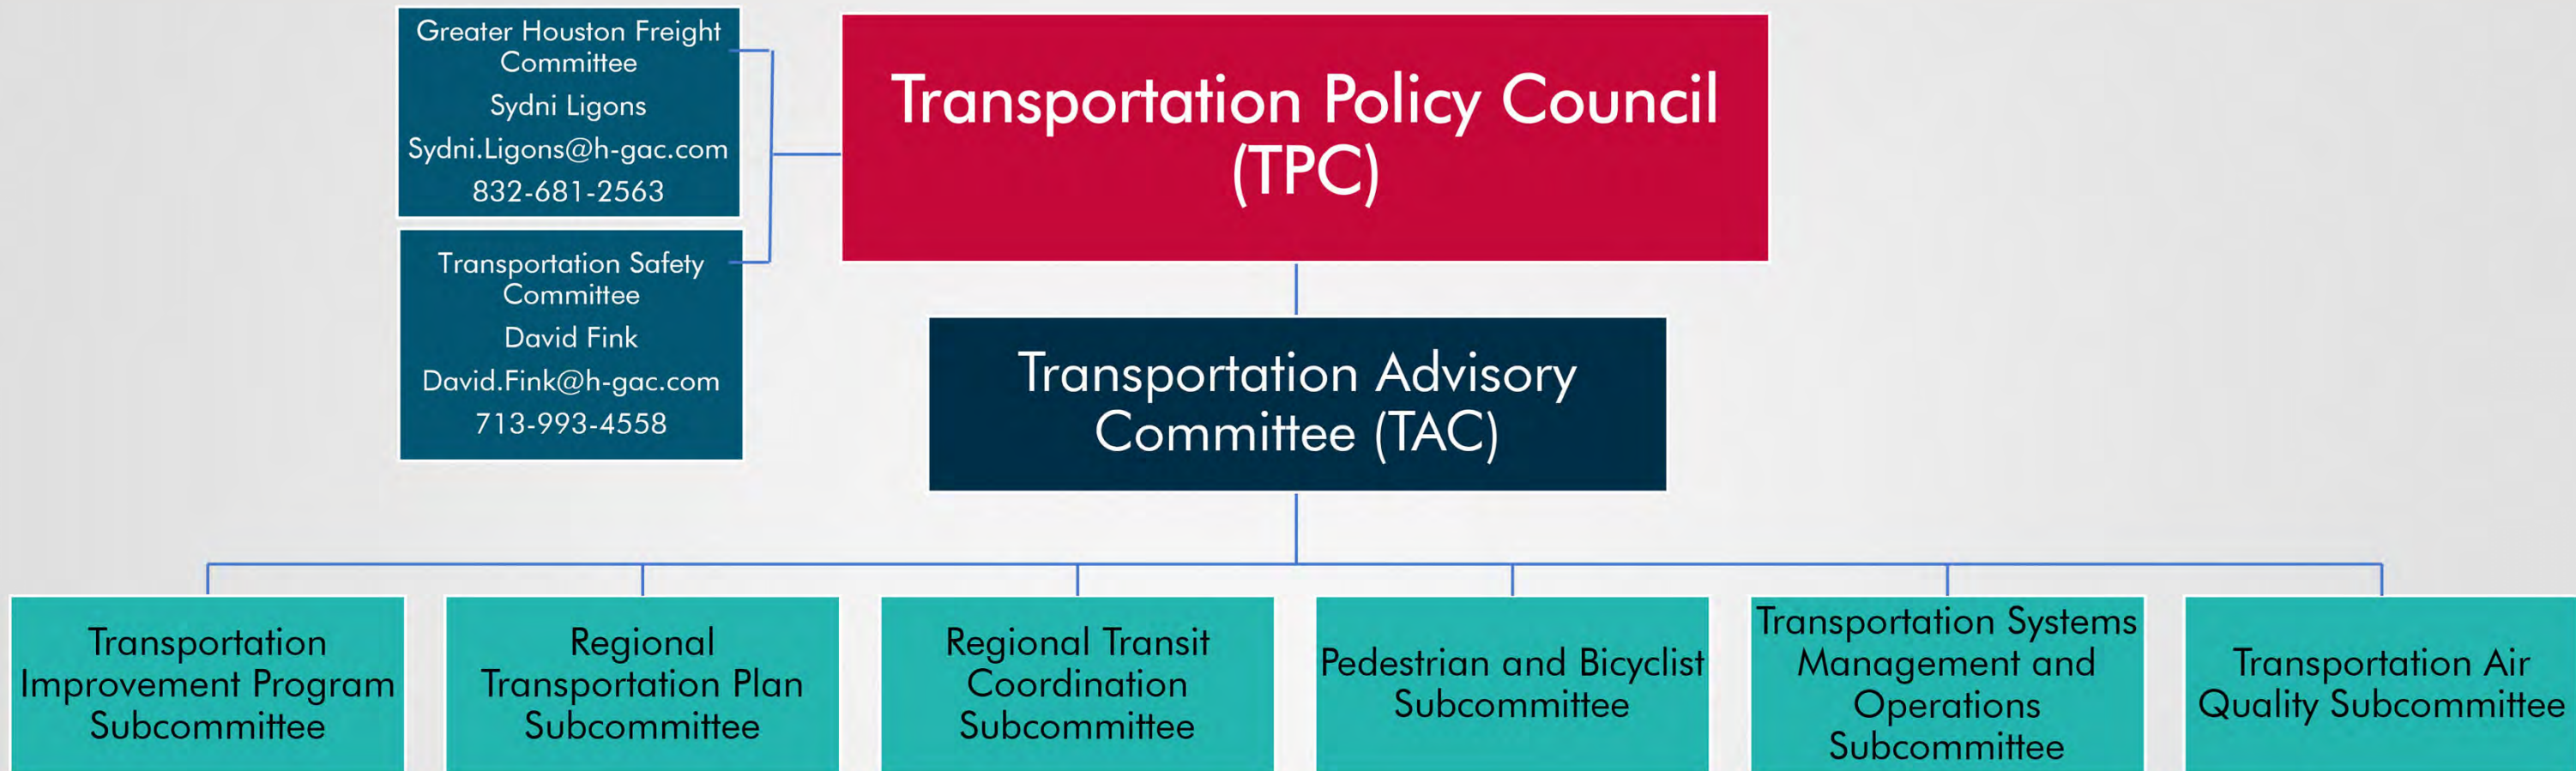 Greater Houston Freight
Committee
Sydni Ligons
Sydni.Ligons@h-gac.com
832-681-2563
Transportation Safety
Committee
David Fink
David.Fink@h-gac.com
713-993-4558
Transportation Policy Council
(TPC)
Transportation Advisory
Committee (TAC)
Transportation
Improvement Program
Subcommittee
Regional
Transportation Plan
Subcommittee
Regional Transit
Coordination
Subcommittee
Pedestrian and Bicyclist
Subcommittee
Transportation Systems
Management and
Operations
Subcommittee
Transportation Air
Quality Subcommittee